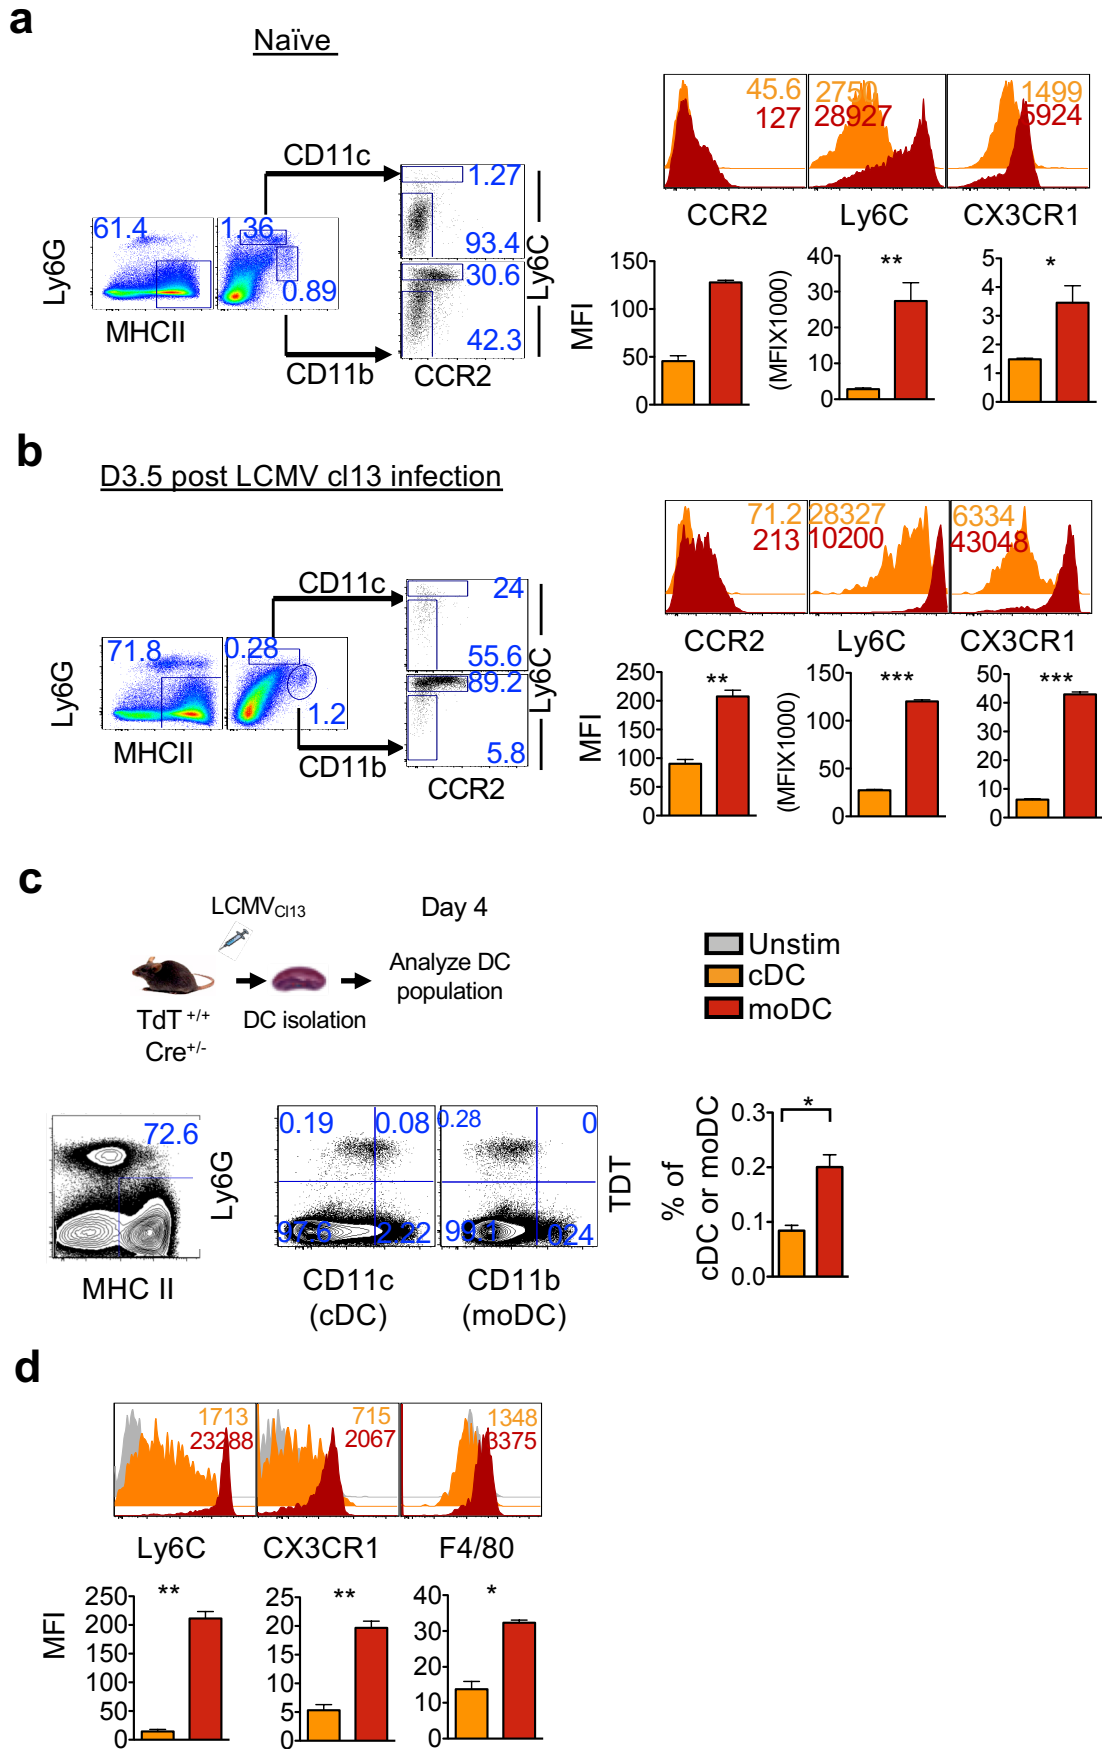 a
Naïve
CD11c
CD11b
Ly6G
61.4
MHCII
1.36
0.89
1.27
93.4
30.6
42.3
Ly6C
CCR2
45.6
127
2750
28927
1499
5924
CCR2
Ly6C
CX3CR1
MFI
150
100
50
0
(MFIX1000)
40
30
20
10
0
**
5
4
3
2
1
0
*
b
D3.5 post LCMV cl13 infection
CD11c
CD11b
Ly6G
71.8
MHCII
0.28
1.2
24
55.6
89.2
5.8
Ly6C
CCR2
71.2
213
28327
10200
6334
43048
CCR2
Ly6C
CX3CR1
MFI
250
200
150
100
50
0
**
(MFIX1000)
150
100
50
0
***
50
40
30
20
10
0
***
c
LCMVCl13
Day 4
Analyze DC
population
TdT +/+
Cre+/-
DC isolation
Unstim
cDC
moDC
72.6
Ly6G
MHC II
0.19
0.08
97.6
2.22
CD11c
(cDC)
0.28
0
99.1
024
TDT
CD11b
(moDC)
% of
cDC or moDC
0.3
0.2
0.1
0.0
*
d
1713
23288
715
2067
1348
3375
Ly6C
CX3CR1
F4/80
MFI
250
200
150
100
50
0
**
25
20
15
10
5
0
**
40
30
20
10
0
*